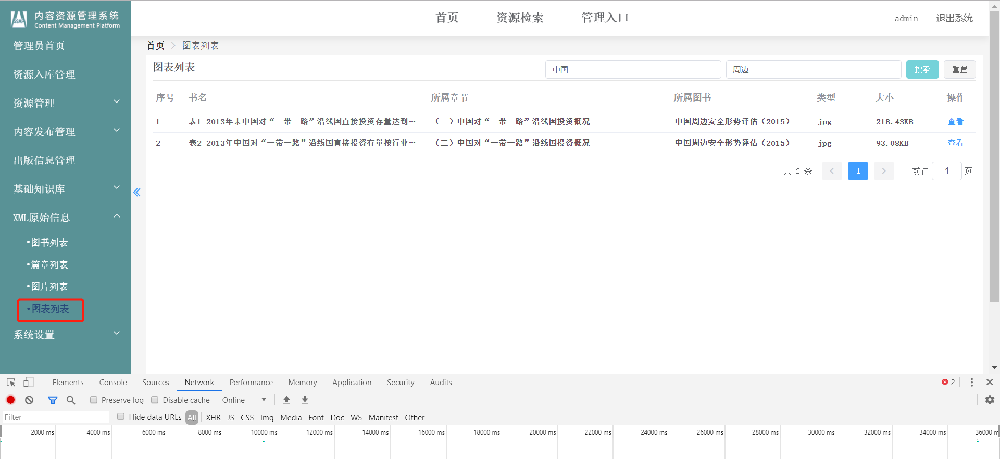 SSAP
内容资源管理系统
Content Management Platform
首页 资源检索 管理入口
admin 退出系统
管理员首页
资源入库管理
资源管理
内容发布管理
出版信息管理
基础知识库
XML原始信息
•图书列表
•篇章列表
•图片列表
•图表列表
系统设置
首页 图表列表
图表列表
中国 周边 搜索 重置
序号 书名 所属章节 所属图书 类型 大小 操作
1 表1 2013年末中国对“一带一路”沿线国直接投资存量达到… （二）中国对“一带一路”沿线国投资概况 中国周边安全形势评估（2015） jpg 218.43KB 查看
2 表2 2013年中国对“一带一路”沿线国直接投资存量按行业… （二）中国对“一带一路”沿线国投资概况 中国周边安全形势评估（2015） jpg 93.08KB 查看
共 2 条 1 前往 1 页
Elements Console Sources Network Performance Memory Application Security Audits 2
Preserve log Disable cache Online
Filter Hide data URLs All XHR JS CSS Img Media Font Doc WS Manifest Other
2000 ms 4000 ms 6000 ms 8000 ms 10000 ms 12000 ms 14000 ms 16000 ms 18000 ms 20000 ms 22000 ms 24000 ms 26000 ms 28000 ms 30000 ms 32000 ms 34000 ms 36000 m